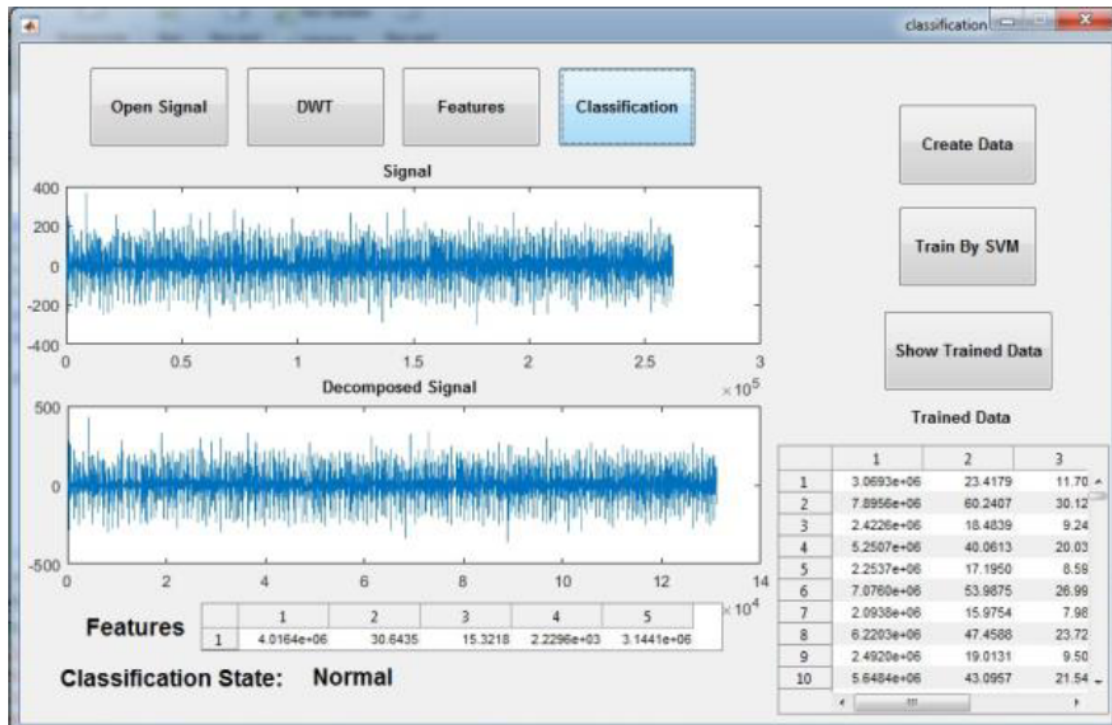 classification
Open Signal
DWT
Features
Classification
Create Data
Train By SVM
Show Trained Data
Signal
400
200
0
-200
-400
0 0.5 1 1.5 2 2.5 3
×10⁵
Decomposed Signal
500
0
-500
0 2 4 6 8 10 12 14
×10⁴
Features
1 2 3 4 5
1 4.0164e+06 30.6435 15.3218 2.2296e+03 3.1441e+06
Classification State: Normal
Trained Data
1 2 3
1 3.0693e+06 23.4179 11.70
2 7.8956e+06 60.2407 30.12
3 2.4226e+06 18.4839 9.24
4 5.2507e+06 40.0613 20.03
5 2.2537e+06 17.1950 8.59
6 7.0760e+06 53.9875 26.99
7 2.0938e+06 15.9754 7.98
8 6.2203e+06 47.4588 23.72
9 2.4920e+06 19.0131 9.50
10 5.6484e+06 43.0957 21.54